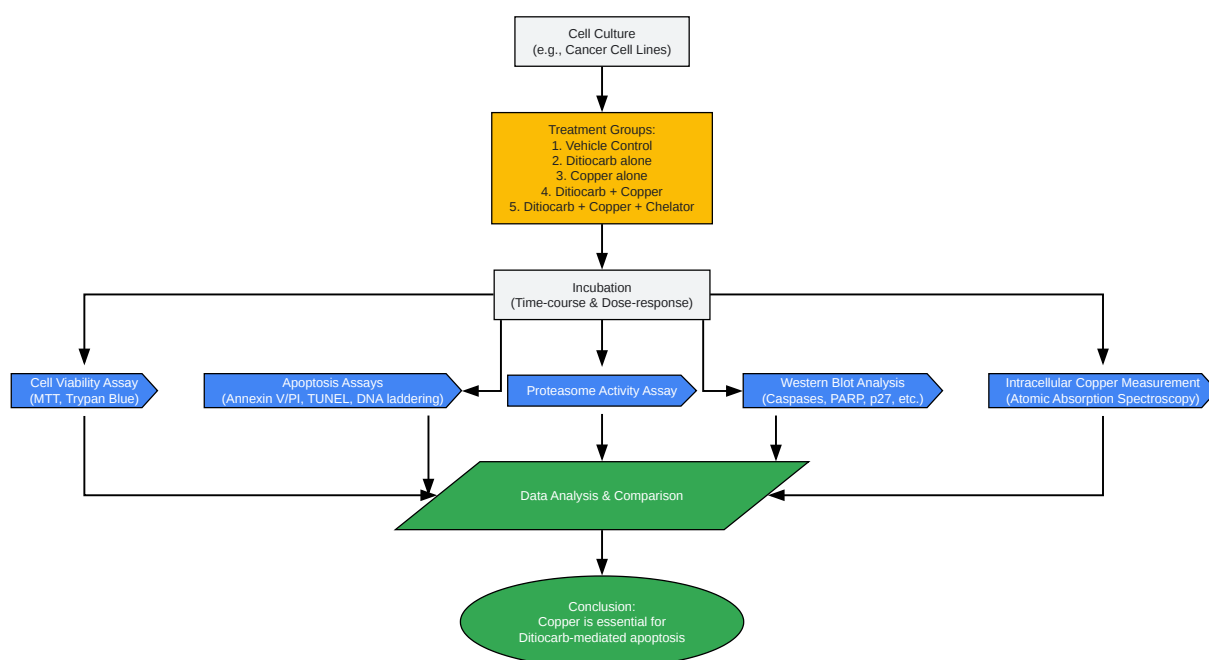 Cell Culture
(e.g., Cancer Cell Lines)
Treatment Groups:
1. Vehicle Control
2. Ditiocarb alone
3. Copper alone
4. Ditiocarb + Copper
5. Ditiocarb + Copper + Chelator
Incubation
(Time-course & Dose-response)
Cell Viability Assay
(MTT, Trypan Blue)
Apoptosis Assays
(Annexin V/PI, TUNEL, DNA laddering)
Proteasome Activity Assay
Western Blot Analysis
(Caspases, PARP, p27, etc.)
Intracellular Copper Measurement
(Atomic Absorption Spectroscopy)
Data Analysis & Comparison
Conclusion:
Copper is essential for
Ditiocarb-mediated apoptosis